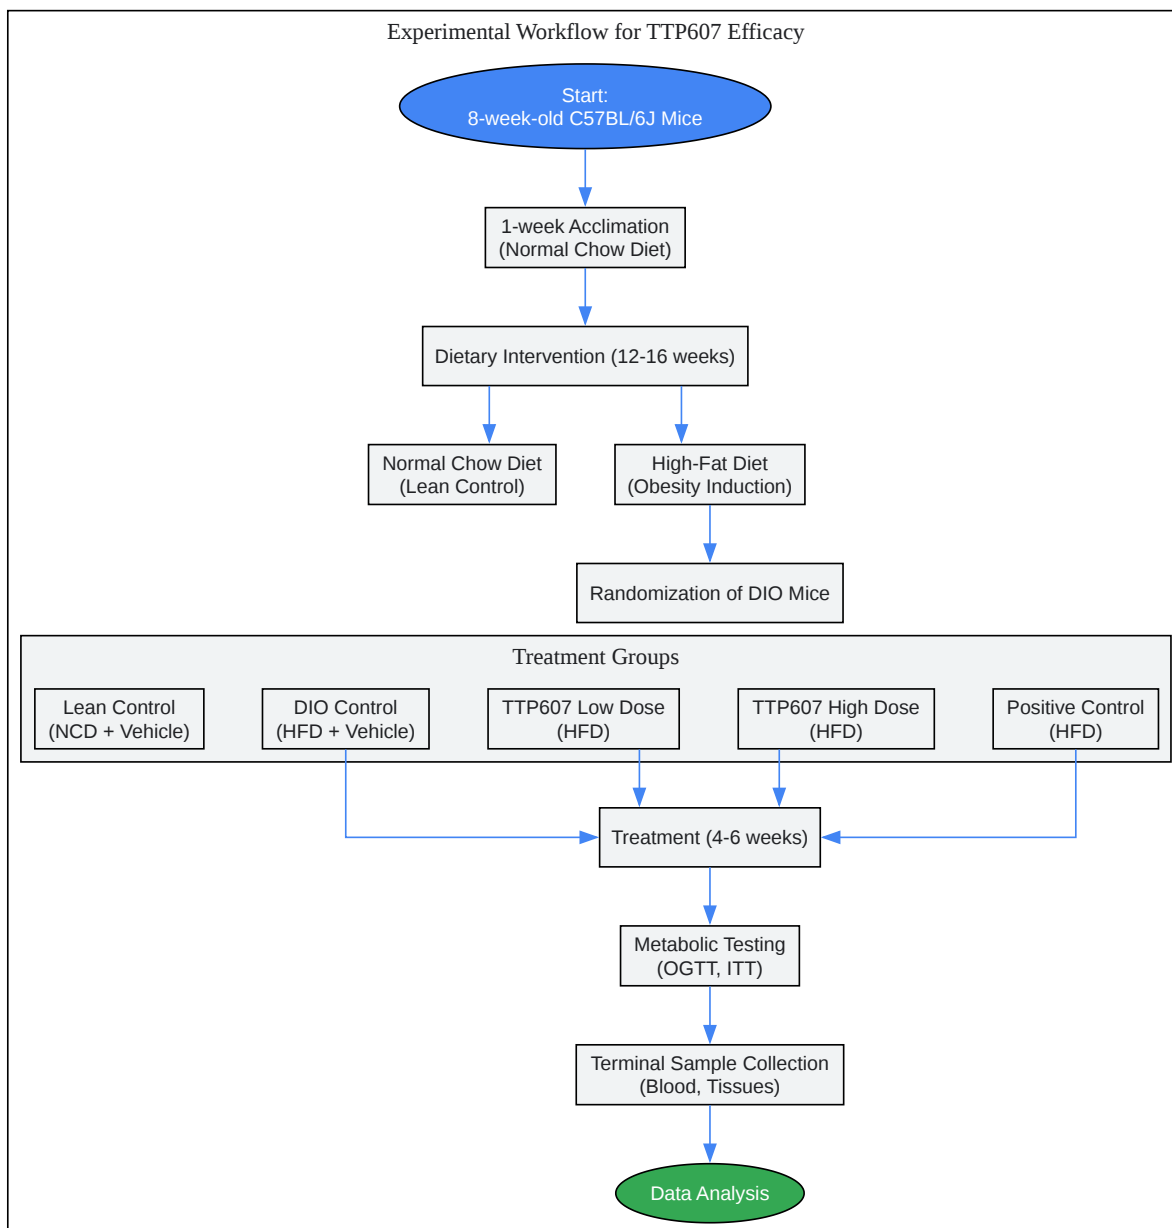 Experimental Workflow for TTP607 Efficacy
Start:
8-week-old C57BL/6J Mice
1-week Acclimation
(Normal Chow Diet)
Dietary Intervention (12-16 weeks)
Normal Chow Diet
(Lean Control)
High-Fat Diet
(Obesity Induction)
Randomization of DIO Mice
Treatment Groups
Lean Control
(NCD + Vehicle)
DIO Control
(HFD + Vehicle)
TTP607 Low Dose
(HFD)
TTP607 High Dose
(HFD)
Positive Control
(HFD)
Treatment (4-6 weeks)
Metabolic Testing
(OGTT, ITT)
Terminal Sample Collection
(Blood, Tissues)
Data Analysis